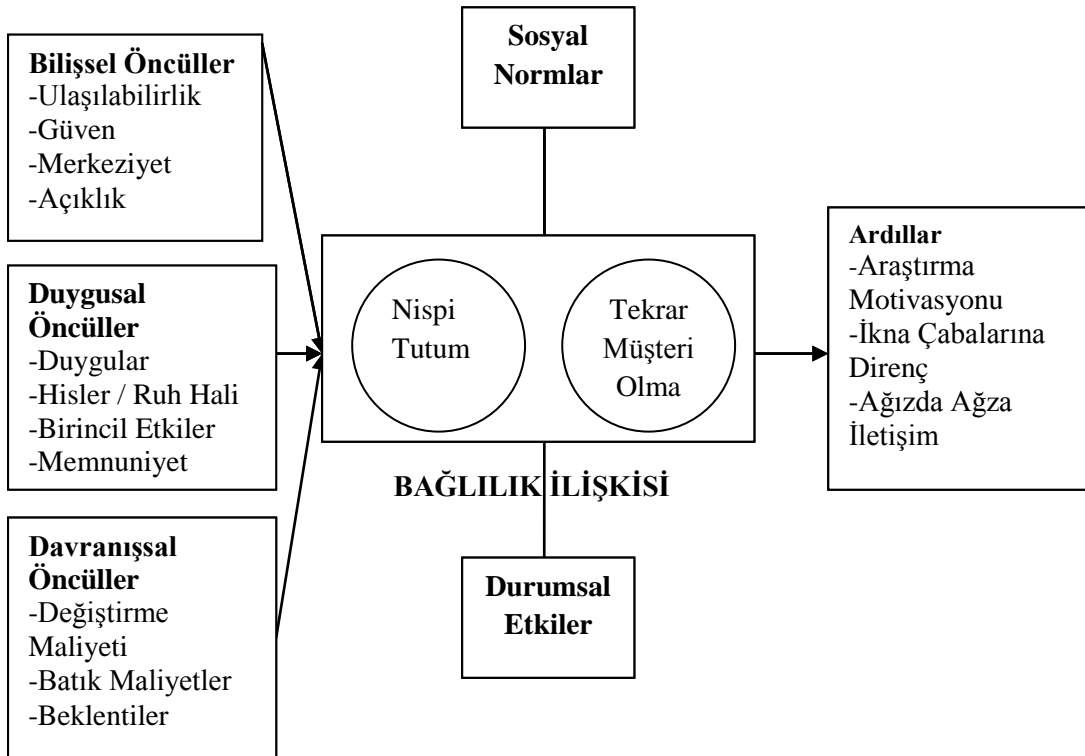 Bilişsel Öncüller
-Ulaşılabilirlik
-Güven
-Merkeziyet
-Açıklık
Duygusal
Öncüller
-Duygular
-Hisler / Ruh Hali
-Birincil Etkiler
-Memnuniyet
Davranışsal
Öncüller
-Değiştirme
Maliyeti
-Batık Maliyetler
-Beklentiler
Sosyal
Normlar
Nispi
Tutum
Tekrar
Müşteri
Olma
BAĞLILIK İLİŞKİSİ
Durumsal
Etkiler
Ardıllar
-Araştırma
Motivasyonu
-İkna Çabalarına
Direnç
-Ağızda Ağza
İletişim